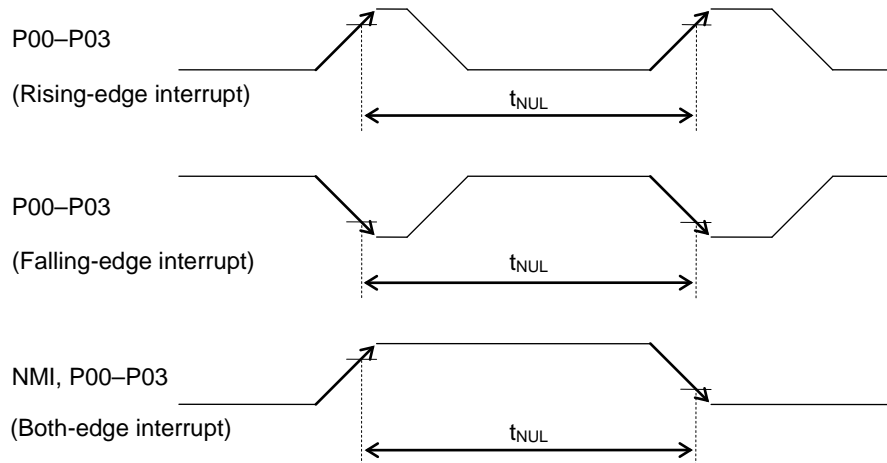 P00–P03
(Rising-edge interrupt)
tNUL
P00–P03
(Falling-edge interrupt)
tNUL
NMI, P00–P03
(Both-edge interrupt)
tNUL